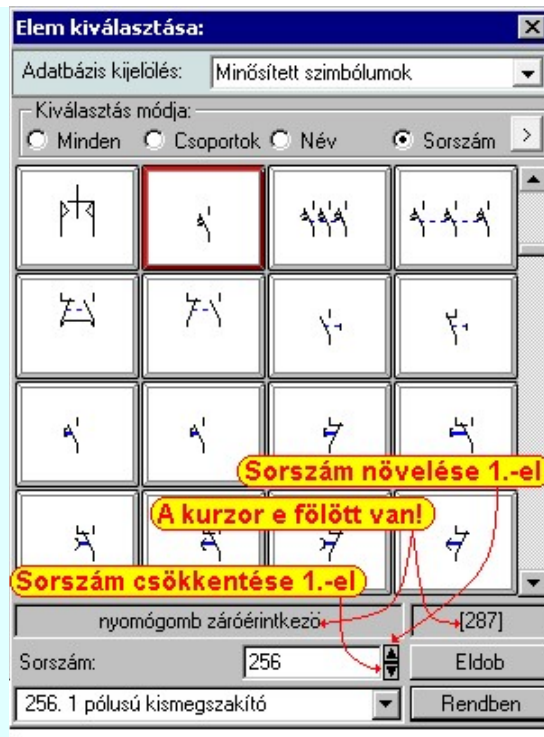 Elem kiválasztása:
Adatbázis kijelölés: Minősített szimbólumok
Kiválasztás módja:
Minden Csoportok Név Sorszám >
Sorszám növelése 1.-el
A kurzor e fölött van!
Sorszám csökkentése 1.-el
nyomógomb záróérintkezö [287]
Sorszám: 256 Eldob
256. 1 pólusú kismegszakító Rendben